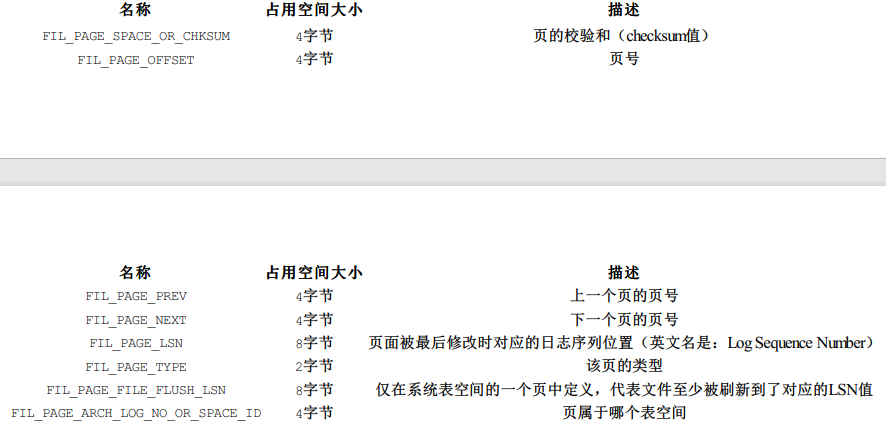 名称 占用空间大小 描述
FIL_PAGE_SPACE_OR_CHKSUM 4字节 页的校验和（checksum值）
FIL_PAGE_OFFSET 4字节 页号
名称 占用空间大小 描述
FIL_PAGE_PREV 4字节 上一个页的页号
FIL_PAGE_NEXT 4字节 下一个页的页号
FIL_PAGE_LSN 8字节 页面被最后修改时对应的日志序列位置（英文名是：Log Sequence Number）
FIL_PAGE_TYPE 2字节 该页的类型
FIL_PAGE_FILE_FLUSH_LSN 8字节 仅在系统表空间的一个页中定义，代表文件至少被刷新到了对应的LSN值
FIL_PAGE_ARCH_LOG_NO_OR_SPACE_ID 4字节 页属于哪个表空间